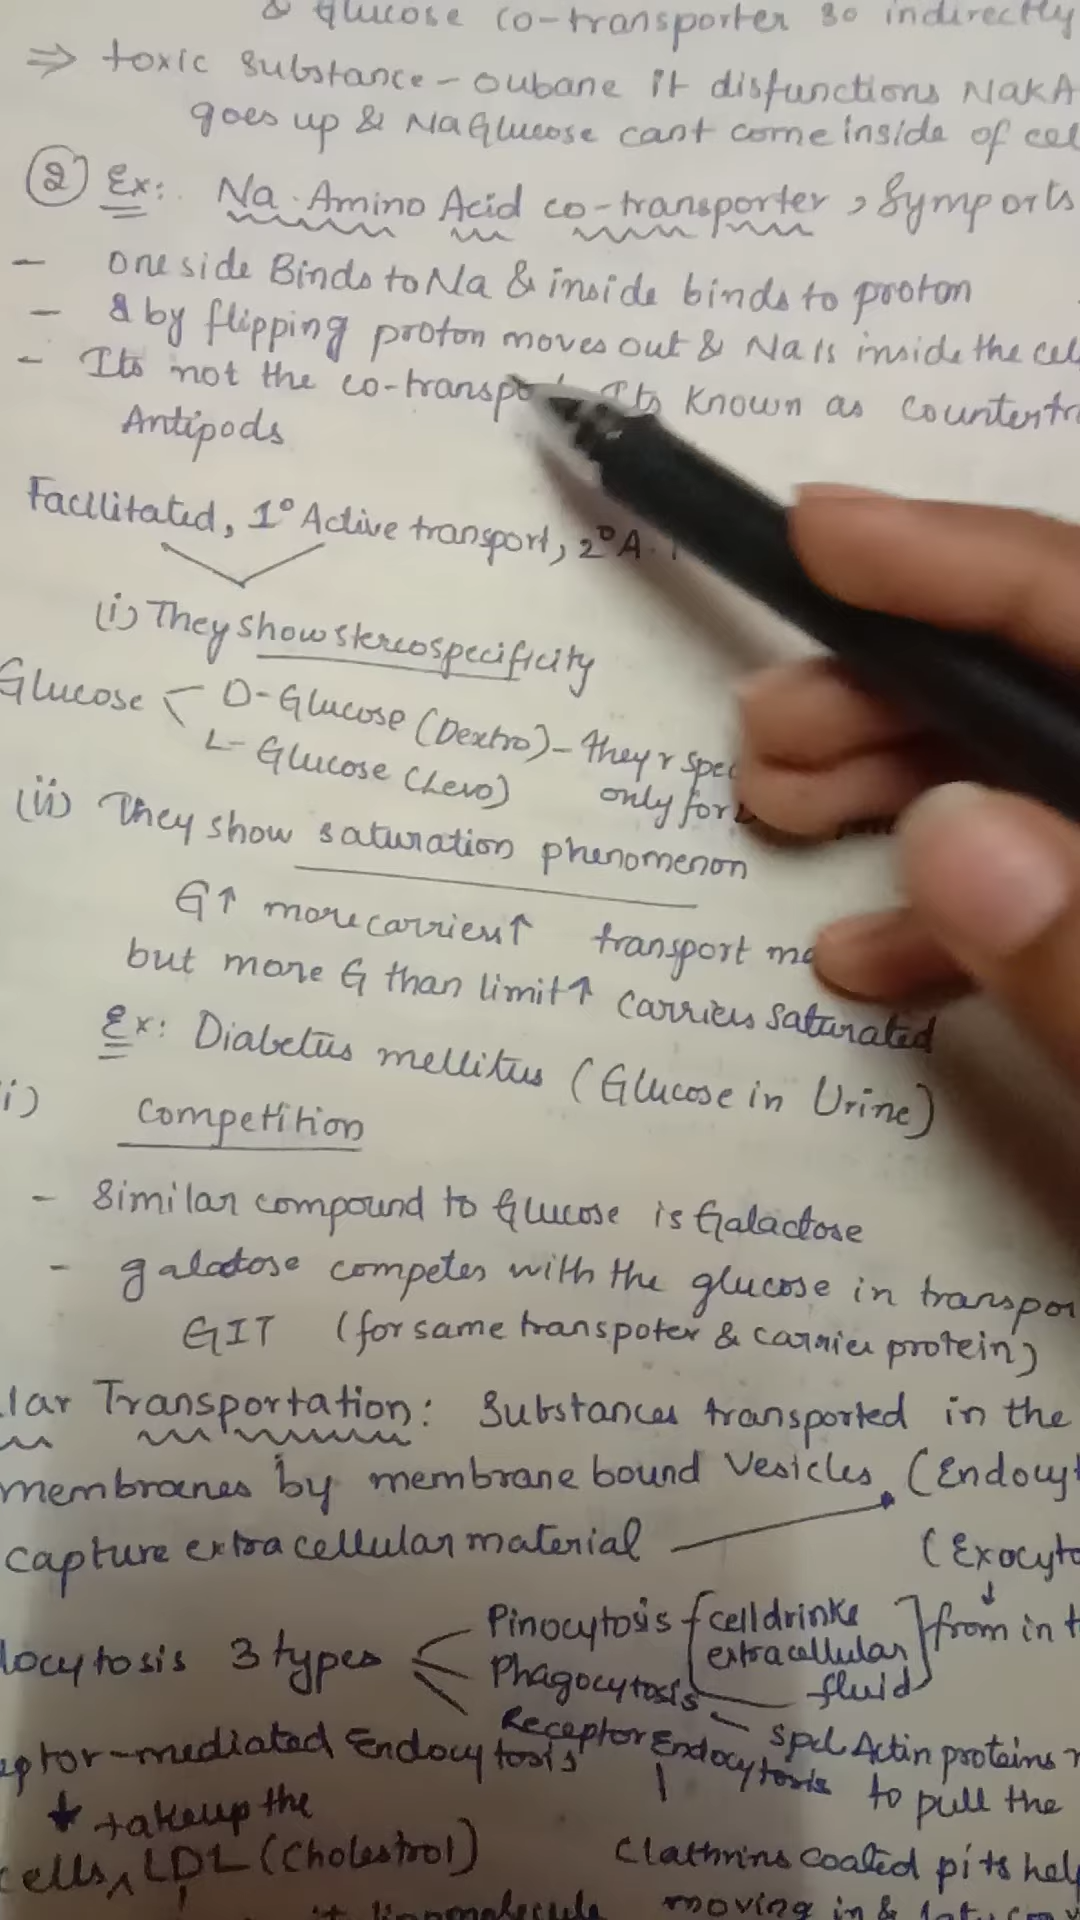 & Glucose co-transporter so indirectly
⇒ toxic substance - oubane it disfunctions NaKA
goes up & NaGlucose cant come inside of cel
② Ex: Na-Amino Acid co-transporter, Symports
- one side Binds to Na & inside binds to proton
- & by flipping proton moves out & Na is inside the cel
- Its not the co-transpo Its known as countertr
Antipods
Facilitated, 1° Active transport, 2° A.
(i) They show stereospecificity
Glucose < D-Glucose (Dextro) - they r spec
L-Glucose (Levo) only for
(ii) They show saturation phenomenon
G↑ more carriers↑ transport mo
but more G than limit↑ carriers saturated
Ex: Diabetus mellitus (Glucose in Urine)
i) Competition
- Similar compound to Glucose is Galactose
- galactose competes with the glucose in transpor
GIT (for same transpoter & carrier protein)
lar Transportation: Substances transported in the
membranes by membrane bound vesicles (Endocyt
capture extracellular material (Exocyto
locytosis 3 types < Pinocytosis {cell drinks extracellular fluid} from in t
Phagocytosis - spcl Actin proteins
Receptor Endocytosis to pull the
eptor-mediated Endocytosis
↓ takeup the
cells, LDL (Cholestrol) Clathrins coated pits hel
moving in &